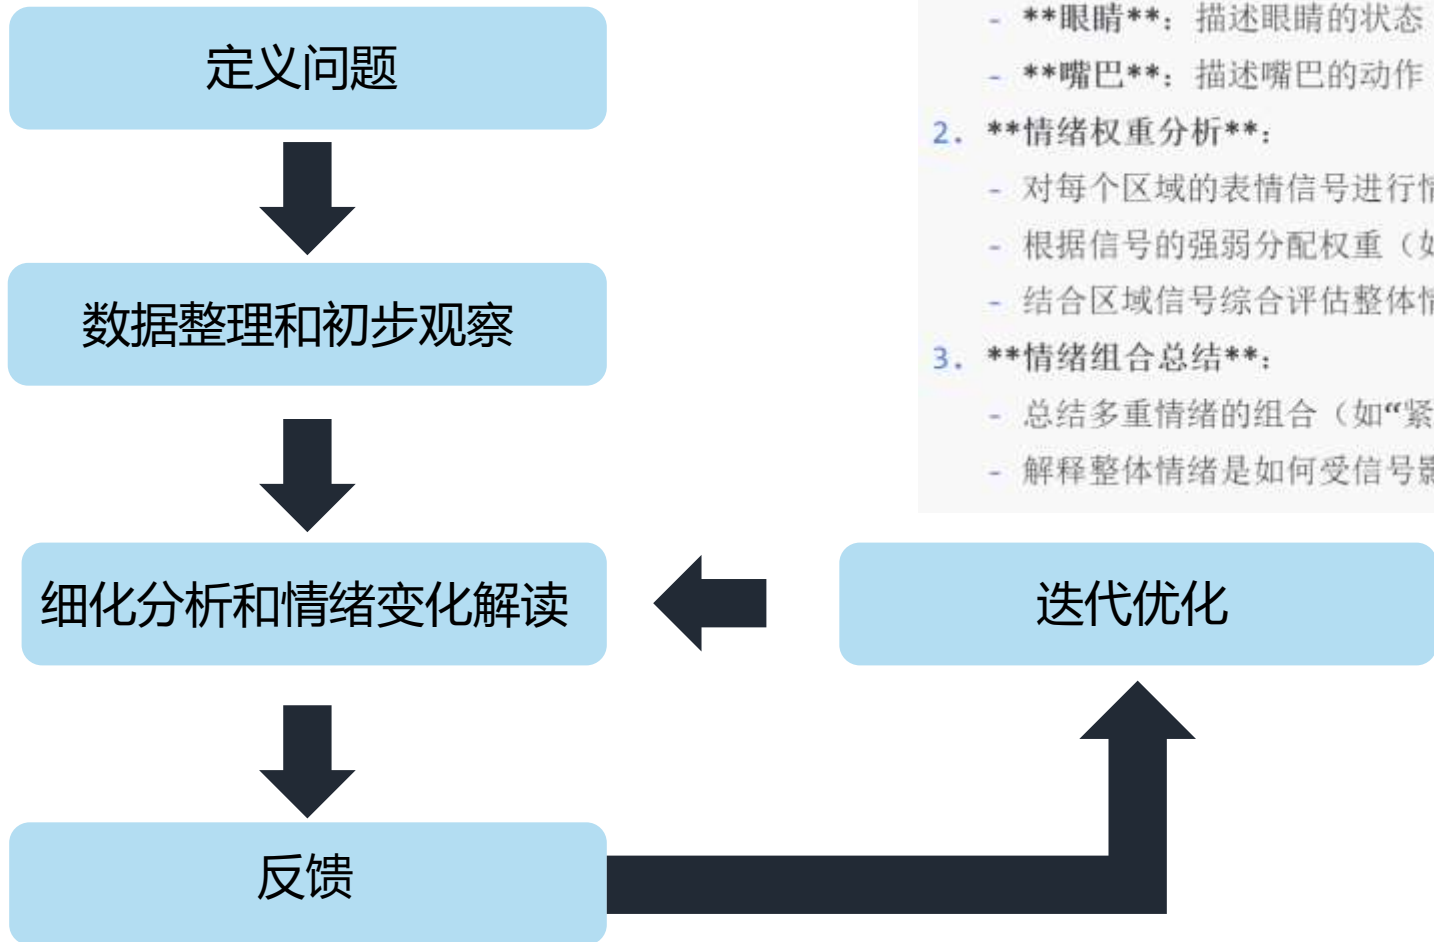 定义问题
数据整理和初步观察
细化分析和情绪变化解读
反馈
迭代优化
- **眼睛**：描述眼睛的状态
- **嘴巴**：描述嘴巴的动作
2. **情绪权重分析**：
- 对每个区域的表情信号进行情
- 根据信号的强弱分配权重（如
- 结合区域信号综合评估整体情
3. **情绪组合总结**：
- 总结多重情绪的组合（如“紧
- 解释整体情绪是如何受信号影